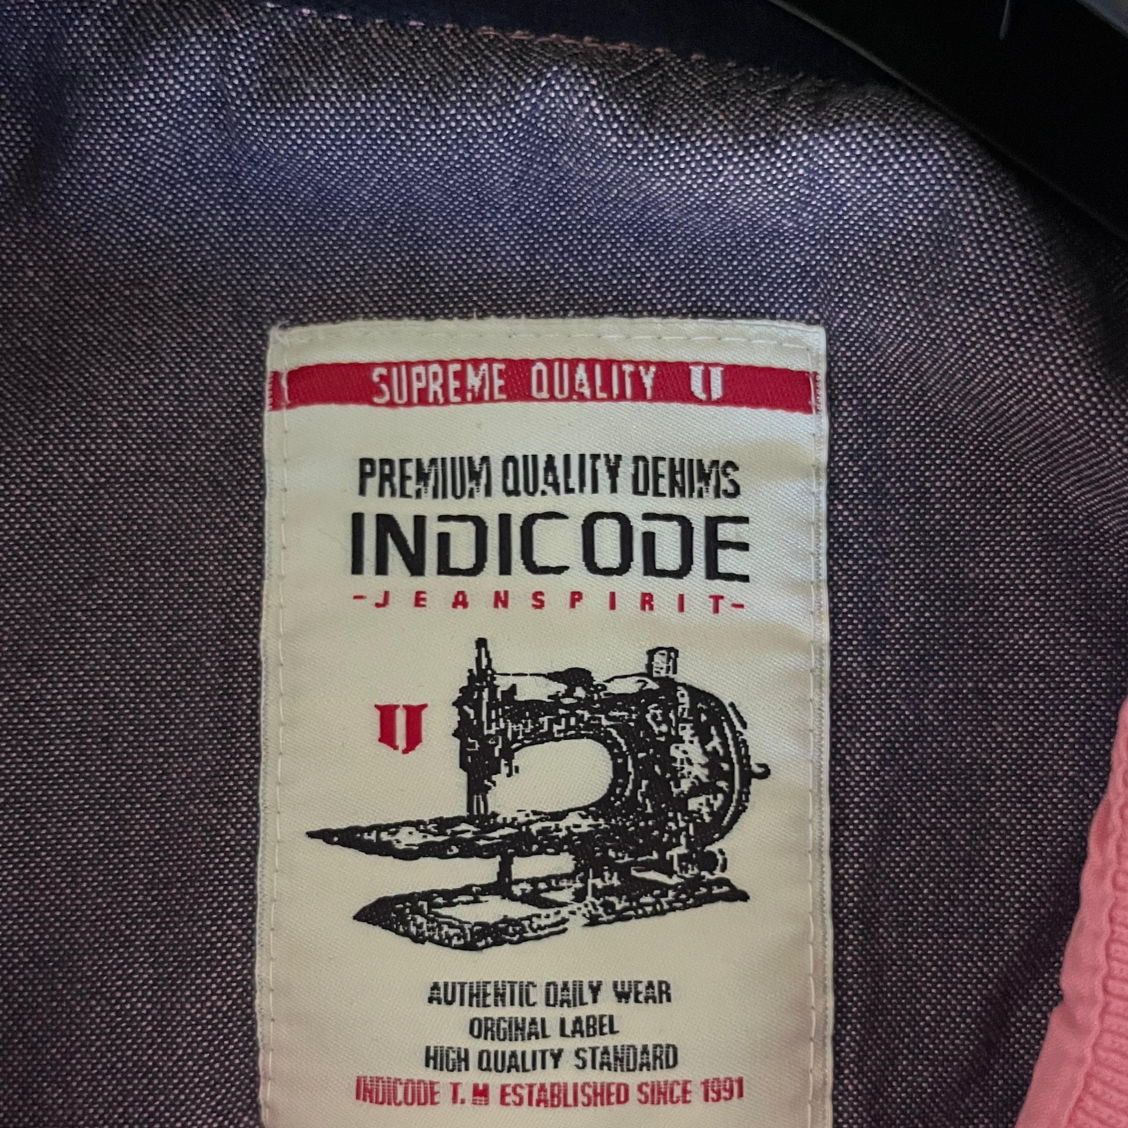 SUPREME QUALITY
PREMIUM QUALITY DENIMS
INDICODE
-JEANSPIRIT-
AUTHENTIC DAILY WEAR
ORGINAL LABEL
HIGH QUALITY STANDARD
INDICODE T.M ESTABLISHED SINCE 1991